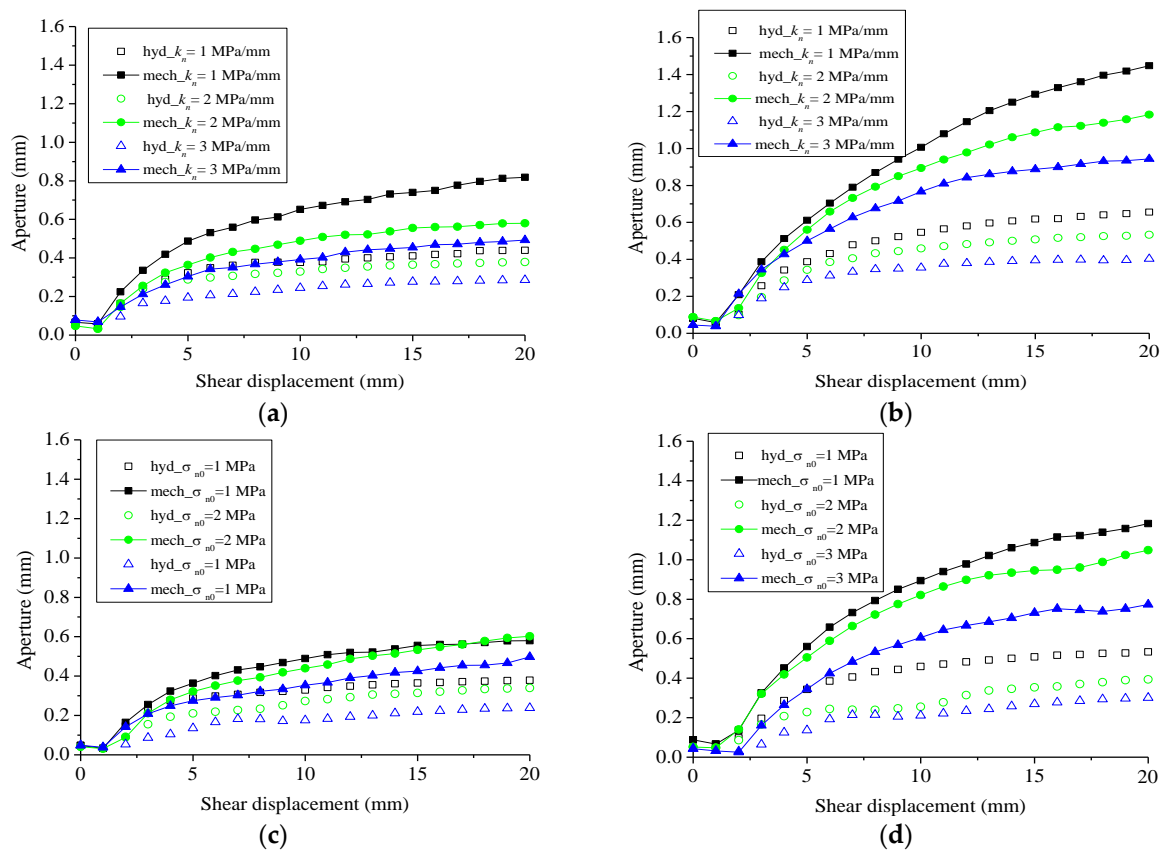 1.6
1.4
1.2
1.0
0.8
0.6
0.4
0.2
0.0
Aperture (mm)
hyd_kn= 1 MPa/mm
mech_kn= 1 MPa/mm
hyd_kn= 2 MPa/mm
mech_kn= 2 MPa/mm
hyd_kn= 3 MPa/mm
mech_kn= 3 MPa/mm
0 5 10 15 20
Shear displacement (mm)
(a)
1.6
1.4
1.2
1.0
0.8
0.6
0.4
0.2
0.0
Aperture (mm)
hyd_kn= 1 MPa/mm
mech_kn= 1 MPa/mm
hyd_kn= 2 MPa/mm
mech_kn= 2 MPa/mm
hyd_kn= 3 MPa/mm
mech_kn= 3 MPa/mm
0 5 10 15 20
Shear displacement (mm)
(b)
1.6
1.4
1.2
1.0
0.8
0.6
0.4
0.2
0.0
Aperture (mm)
hyd_σn0=1 MPa
mech_σn0=1 MPa
hyd_σn0=2 MPa
mech_σn0=2 MPa
hyd_σn0=1 MPa
mech_σn0=1 MPa
0 5 10 15 20
Shear displacement (mm)
(c)
1.6
1.4
1.2
1.0
0.8
0.6
0.4
0.2
0.0
Aperture (mm)
hyd_σn0=1 MPa
mech_σn0=1 MPa
hyd_σn0=2 MPa
mech_σn0=2 MPa
hyd_σn0=3 MPa
mech_σn0=3 MPa
0 5 10 15 20
Shear displacement (mm)
(d)